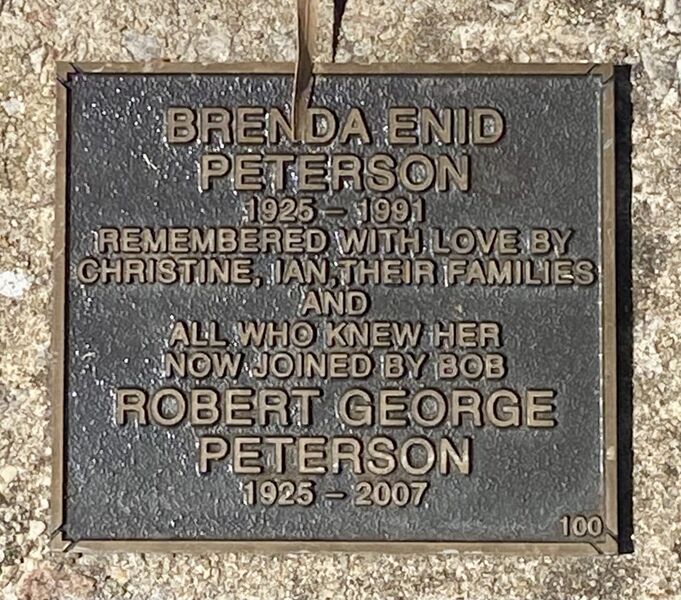 BRENDA ENID
PETERSON
1925 – 1991
REMEMBERED WITH LOVE BY
CHRISTINE, IAN, THEIR FAMILIES
AND
ALL WHO KNEW HER
NOW JOINED BY BOB
ROBERT GEORGE
PETERSON
1925 – 2007
100